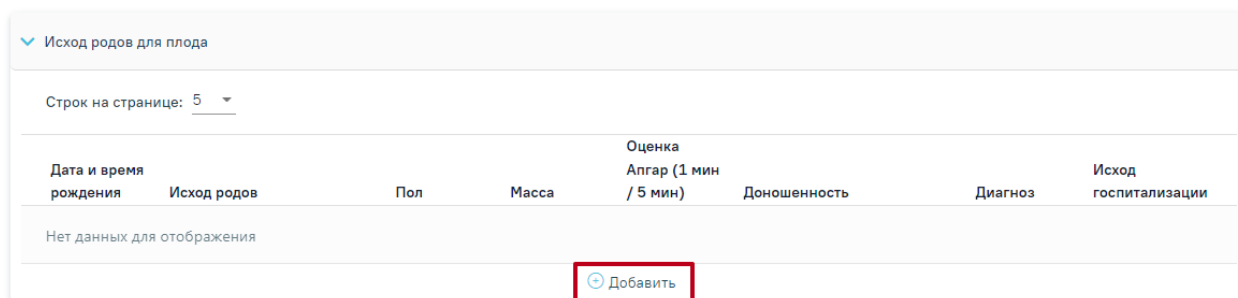 Исход родов для плода
Строк на странице: 5
Дата и время рождения
Исход родов
Пол
Масса
Оценка Апгар (1 мин / 5 мин)
Доношенность
Диагноз
Исход госпитализации
Нет данных для отображения
Добавить